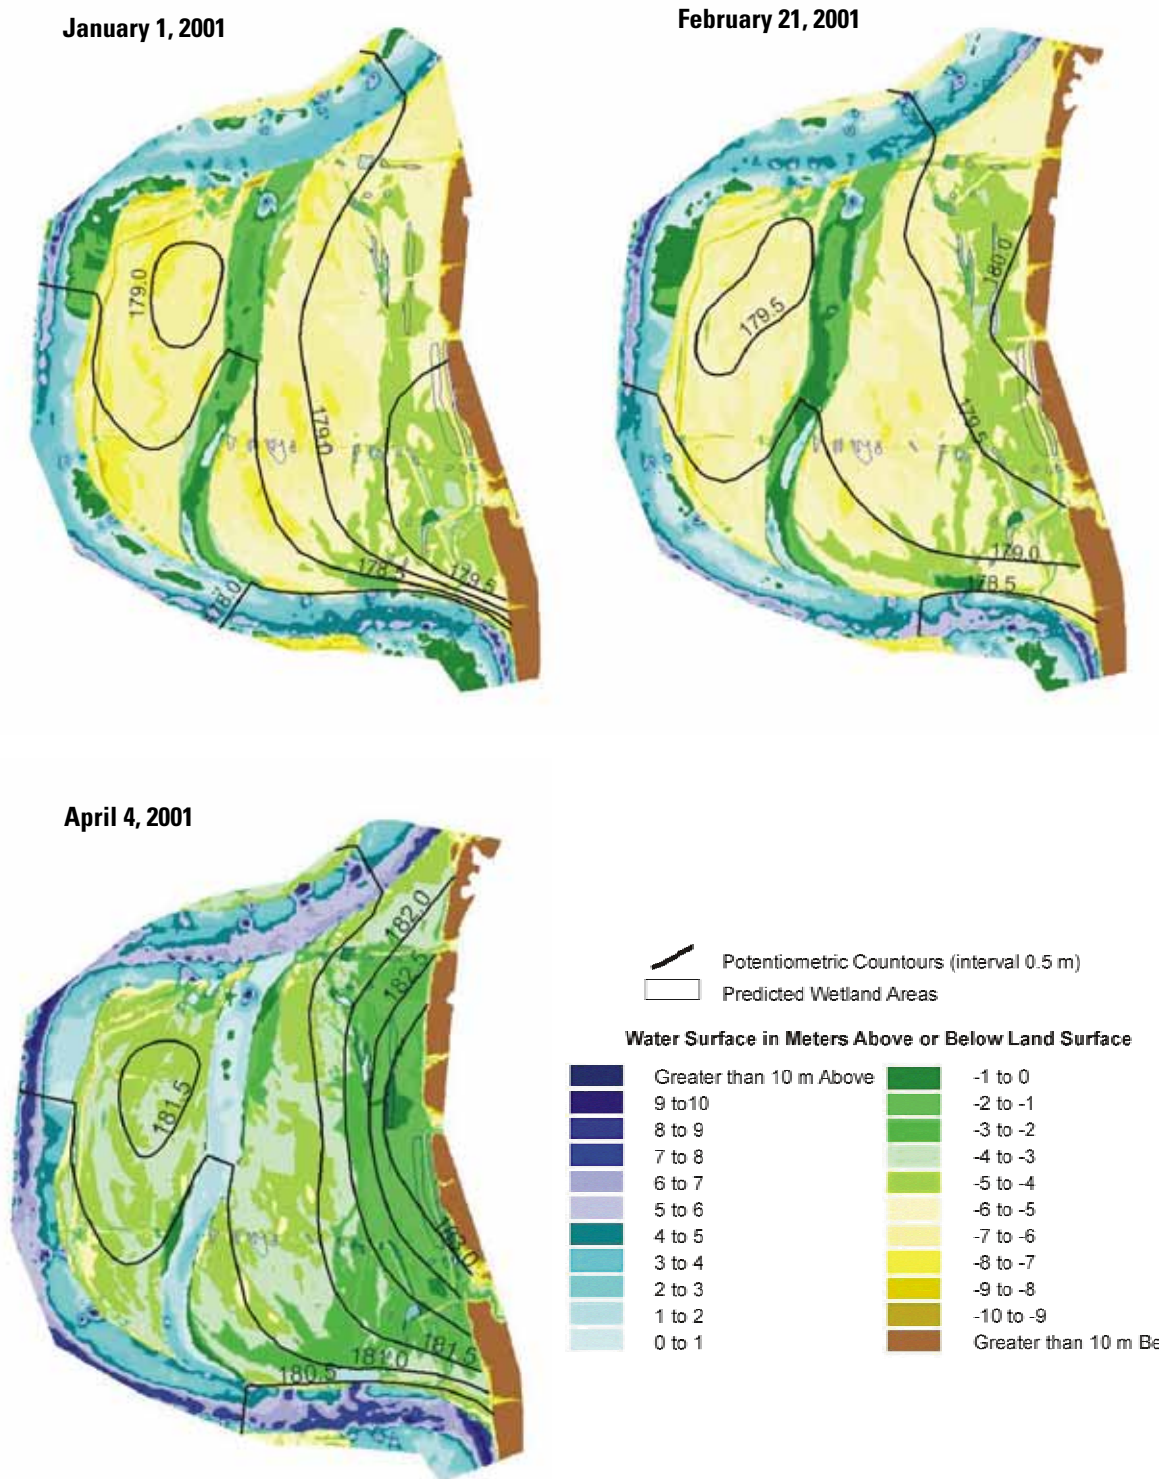 January 1, 2001
February 21, 2001
179.0
179.0
178.5
179.5
178.0
180.0
179.5
179.5
179.0
178.5
April 4, 2001
182.0
182.5
181.5
183.0
181.5
181.0
180.5
Potentiometric Countours (interval 0.5 m)
Predicted Wetland Areas
Water Surface in Meters Above or Below Land Surface
Greater than 10 m Above
9 to10
8 to 9
7 to 8
6 to 7
5 to 6
4 to 5
3 to 4
2 to 3
1 to 2
0 to 1
-1 to 0
-2 to -1
-3 to -2
-4 to -3
-5 to -4
-6 to -5
-7 to -6
-8 to -7
-9 to -8
-10 to -9
Greater than 10 m Be